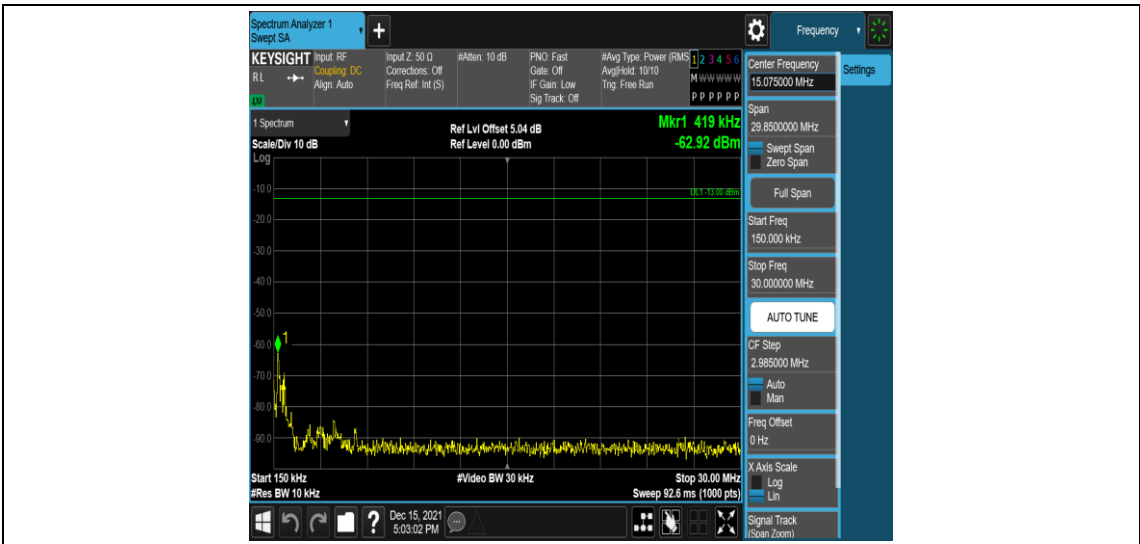 Spectrum Analyzer 1
Swept SA
+
Frequency
KEYSIGHT
RL
LXI
Input: RF
Coupling: DC
Align: Auto
Input Z: 50 Ω
Corrections: Off
Freq Ref: Int (S)
#Atten: 10 dB
PNO: Fast
Gate: Off
IF Gain: Low
Sig Track: Off
#Avg Type: Power (RMS
Avg|Hold: 10/10
Trig: Free Run
1 2 3 4 5 6
M W W W W W
P P P P P P
1 Spectrum
Scale/Div 10 dB
Log
Ref Lvl Offset 5.04 dB
Ref Level 0.00 dBm
Mkr1 419 kHz
-62.92 dBm
DL1 -13.00 dBm
-10.0
-20.0
-30.0
-40.0
-50.0
-60.0
1
-70.0
-80.0
-90.0
Start 150 kHz
#Res BW 10 kHz
#Video BW 30 kHz
Stop 30.00 MHz
Sweep 92.6 ms (1000 pts)
?
Dec 15, 2021
5:03:02 PM
Center Frequency
15.075000 MHz
Settings
Span
29.8500000 MHz
Swept Span
Zero Span
Full Span
Start Freq
150.000 kHz
Stop Freq
30.000000 MHz
AUTO TUNE
CF Step
2.985000 MHz
Auto
Man
Freq Offset
0 Hz
X Axis Scale
Log
Lin
Signal Track
(Span Zoom)